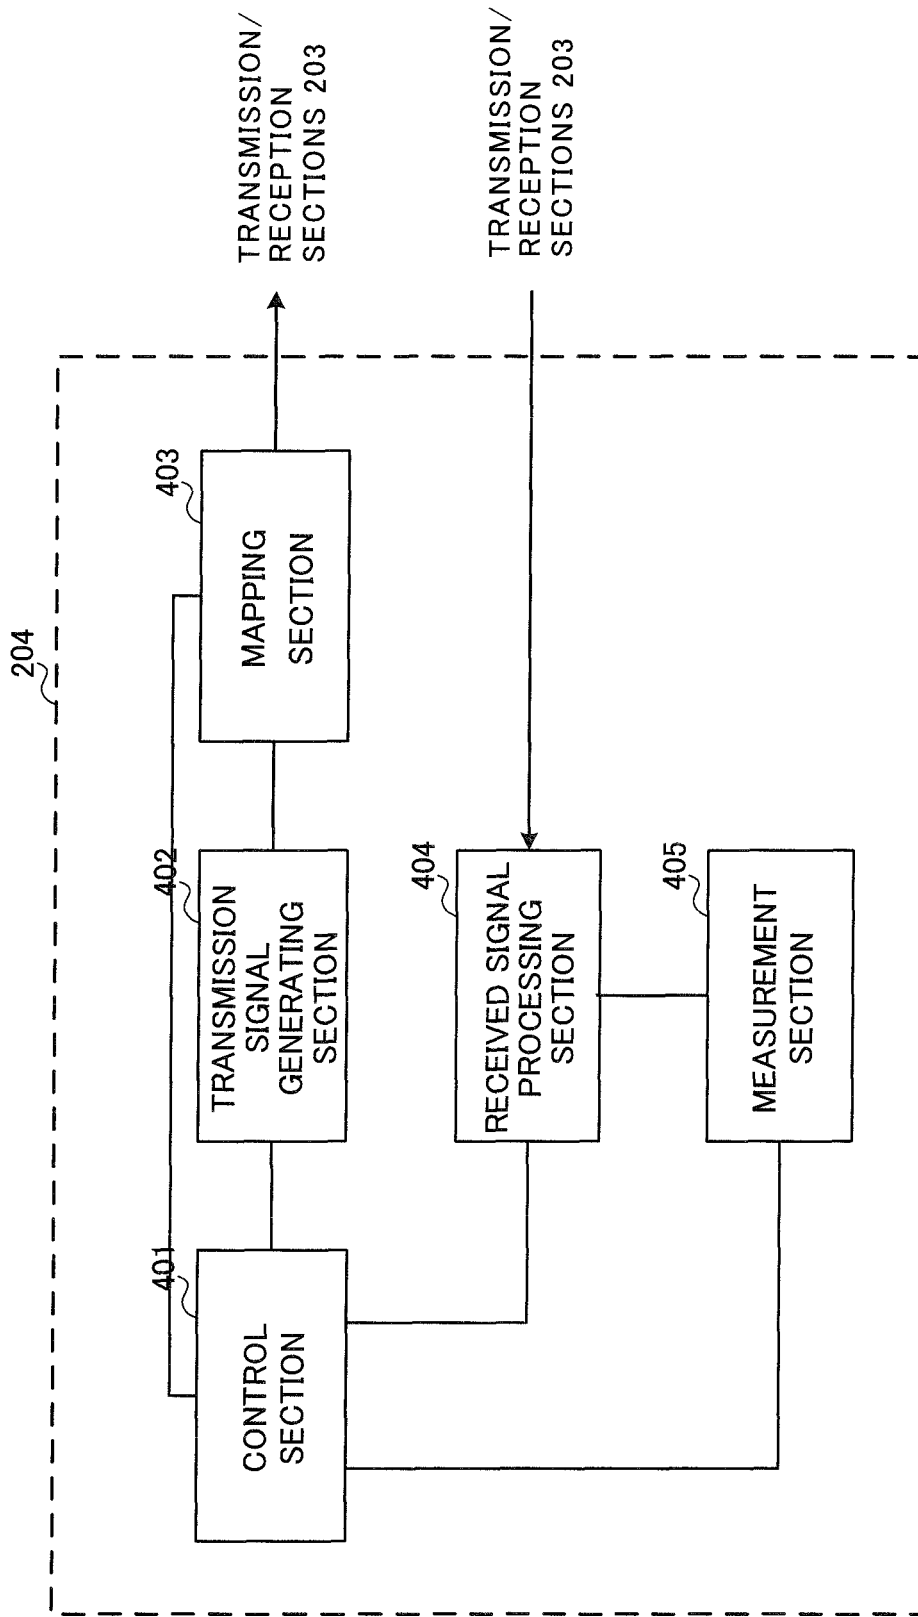 204
401
CONTROL
SECTION
402
TRANSMISSION
SIGNAL
GENERATING
SECTION
403
MAPPING
SECTION
TRANSMISSION/
RECEPTION
SECTIONS 203
404
RECEIVED SIGNAL
PROCESSING
SECTION
TRANSMISSION/
RECEPTION
SECTIONS 203
405
MEASUREMENT
SECTION